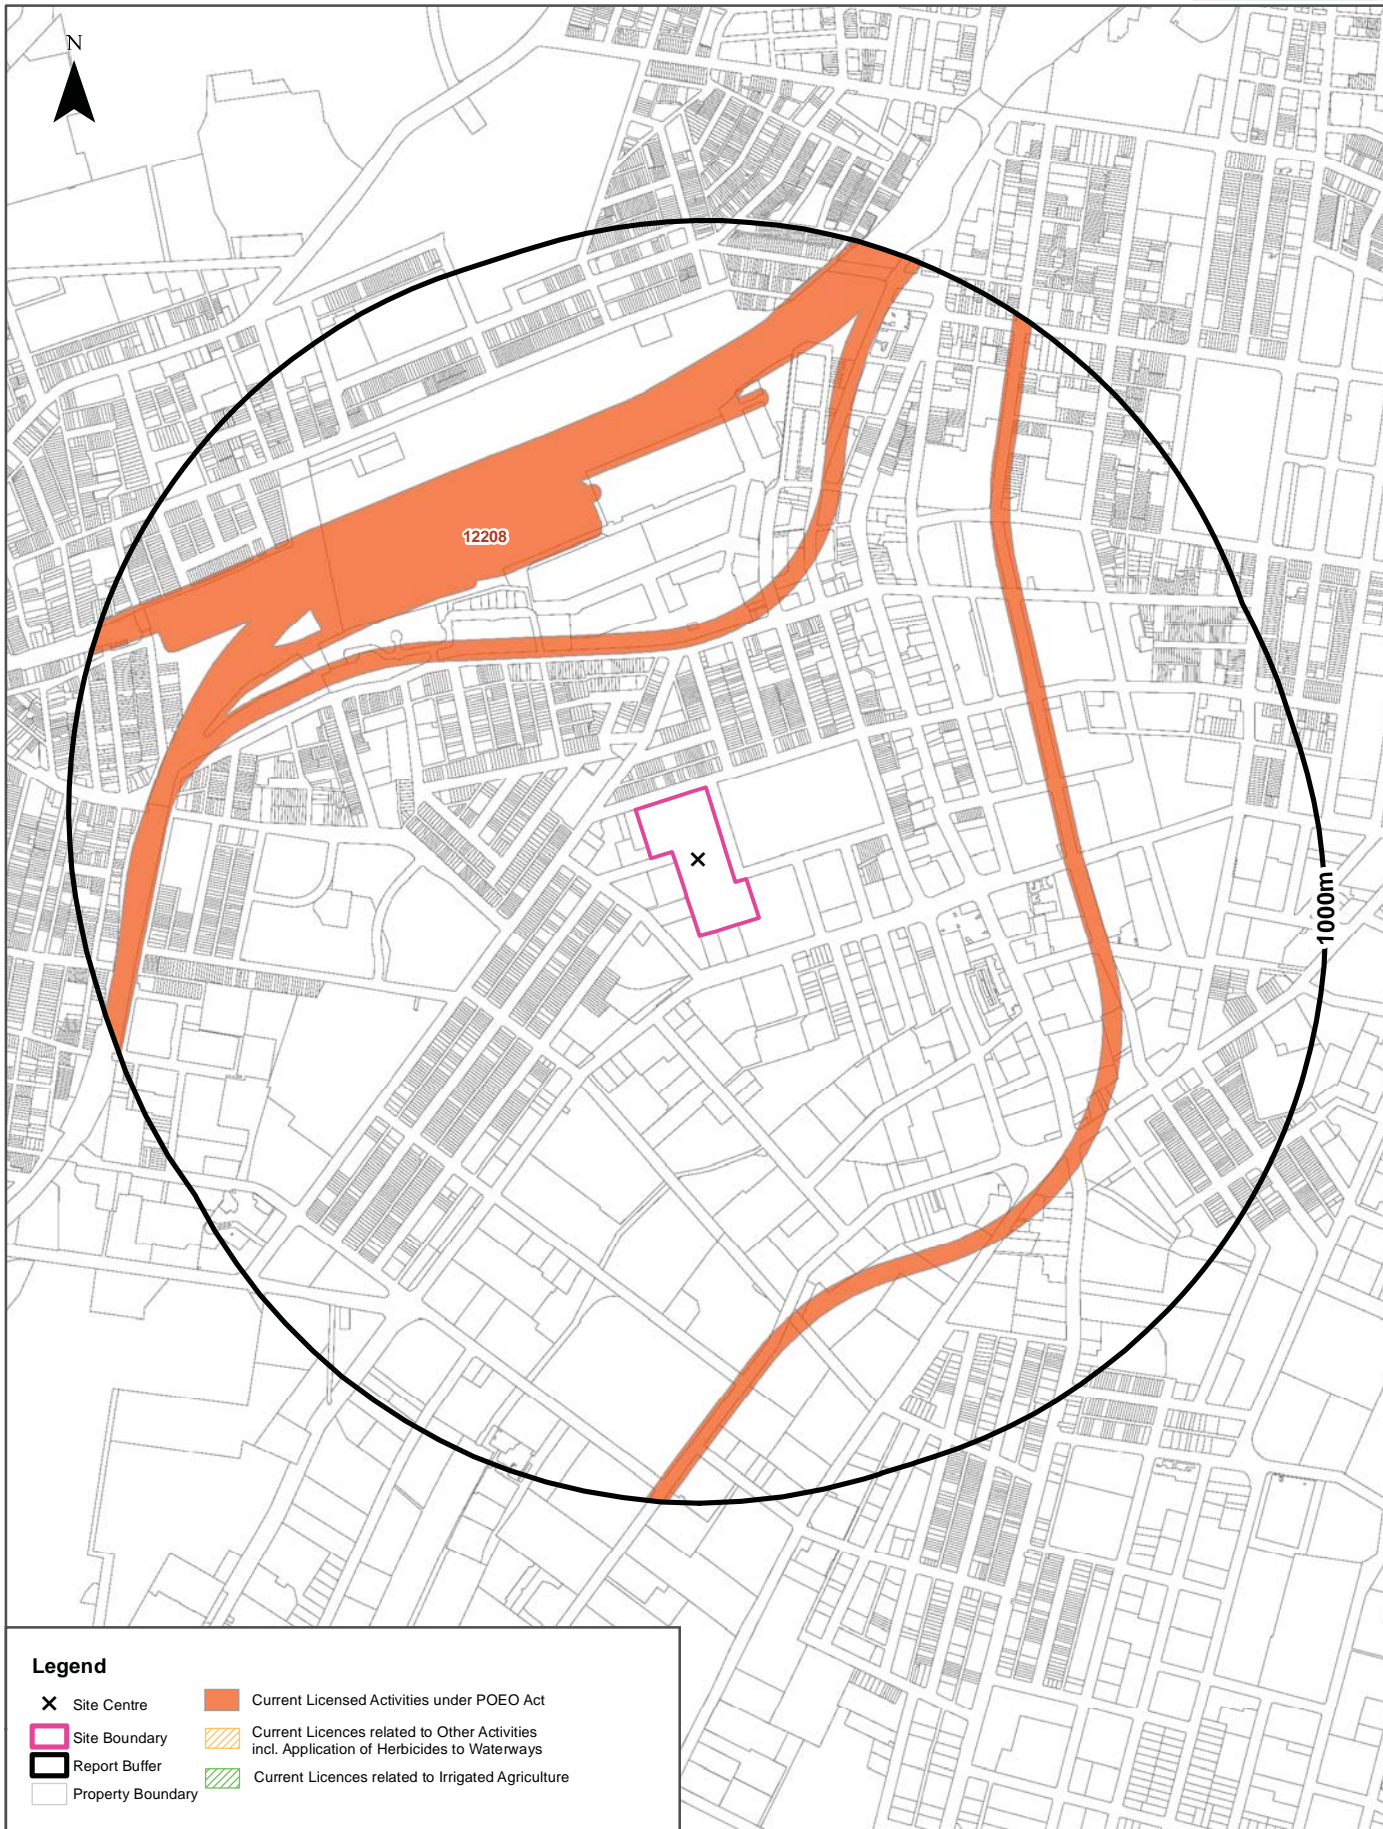 N
12208
1000m
Legend
Site Centre
Site Boundary
Report Buffer
Property Boundary
Current Licensed Activities under POEO Act
Current Licences related to Other Activities
incl. Application of Herbicides to Waterways
Current Licences related to Irrigated Agriculture